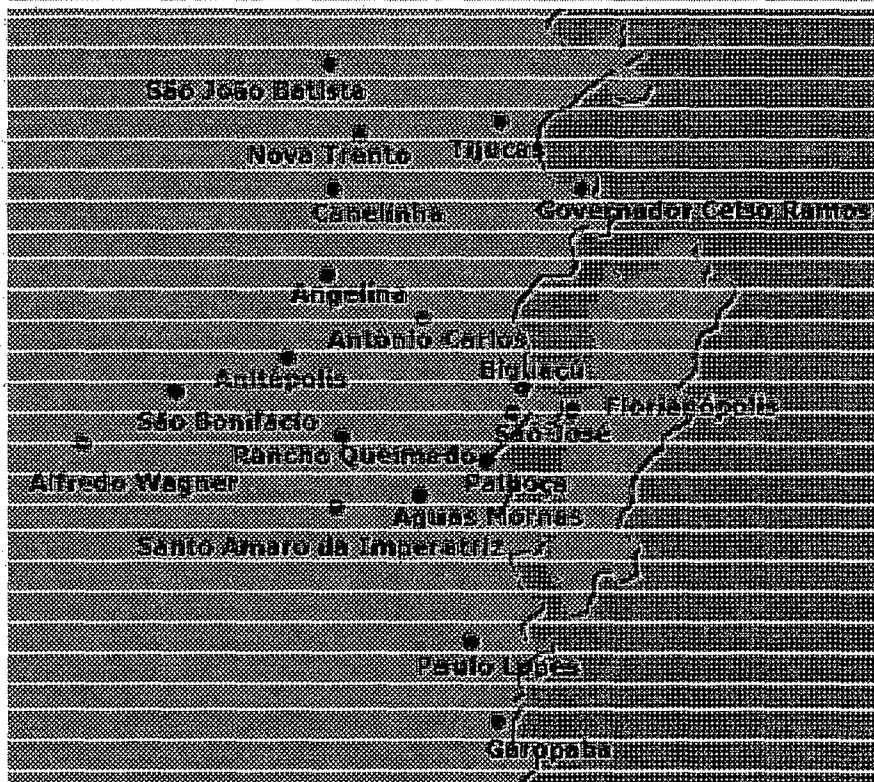 São João Batista
Nova Trento
Tijucas
Canelinha
Governador Celso Ramos
Angelina
Antônio Carlos
Anitápolis
Biguaçú
São Bonifácio
Florianópolis
São José
Rancho Queimado
Alfredo Wagner
Palhoça
Águas Mornas
Santo Amaro da Imperatriz
Paulo Lopes
Garopaba